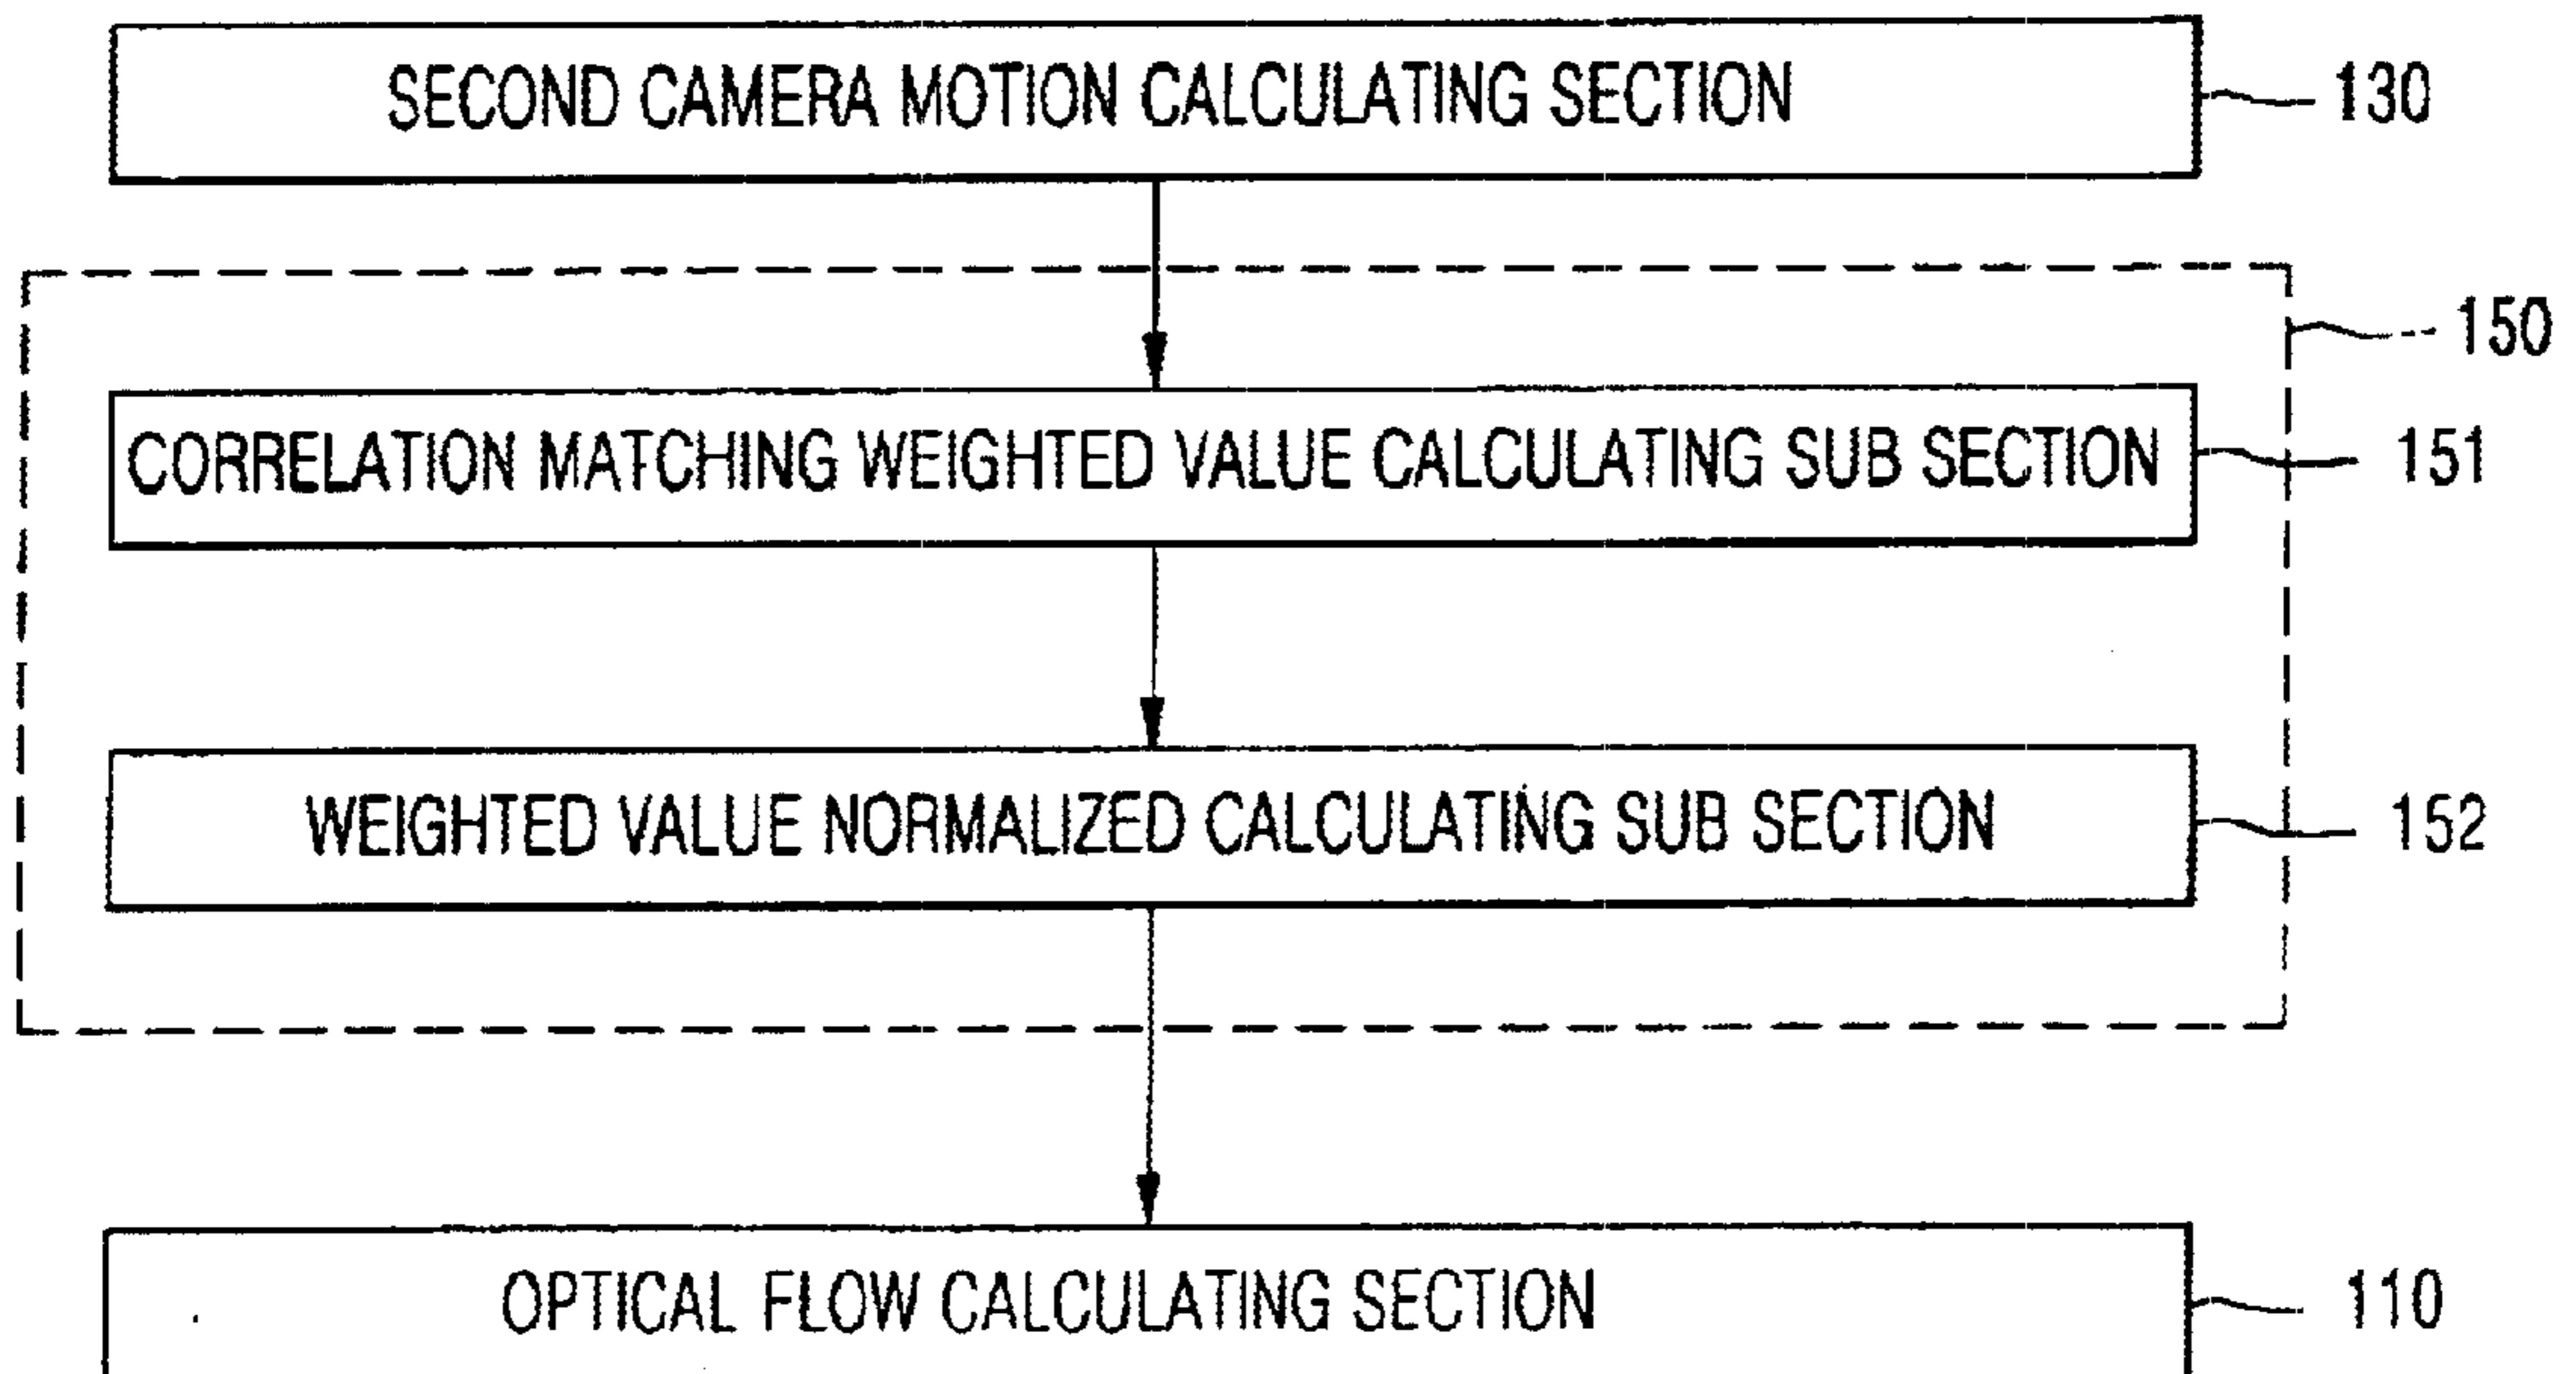 SECOND CAMERA MOTION CALCULATING SECTION 130
150
CORRELATION MATCHING WEIGHTED VALUE CALCULATING SUB SECTION 151
WEIGHTED VALUE NORMALIZED CALCULATING SUB SECTION 152
OPTICAL FLOW CALCULATING SECTION 110